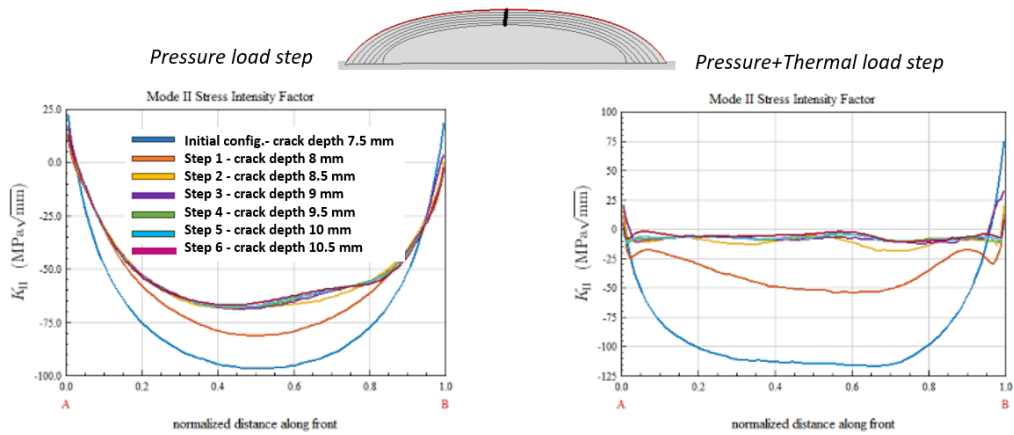 Pressure load step
Pressure+Thermal load step
Mode II Stress Intensity Factor
25.0
0.0
-25.0
-50.0
-75.0
-100.0
K_II (MPa√mm)
Initial config.- crack depth 7.5 mm
Step 1 - crack depth 8 mm
Step 2 - crack depth 8.5 mm
Step 3 - crack depth 9 mm
Step 4 - crack depth 9.5 mm
Step 5 - crack depth 10 mm
Step 6 - crack depth 10.5 mm
0.0 0.2 0.4 0.6 0.8 1.0
A B
normalized distance along front
Mode II Stress Intensity Factor
100
75
50
25
0
-25
-50
-75
-100
-125
K_II (MPa√mm)
0.0 0.2 0.4 0.6 0.8 1.0
A B
normalized distance along front